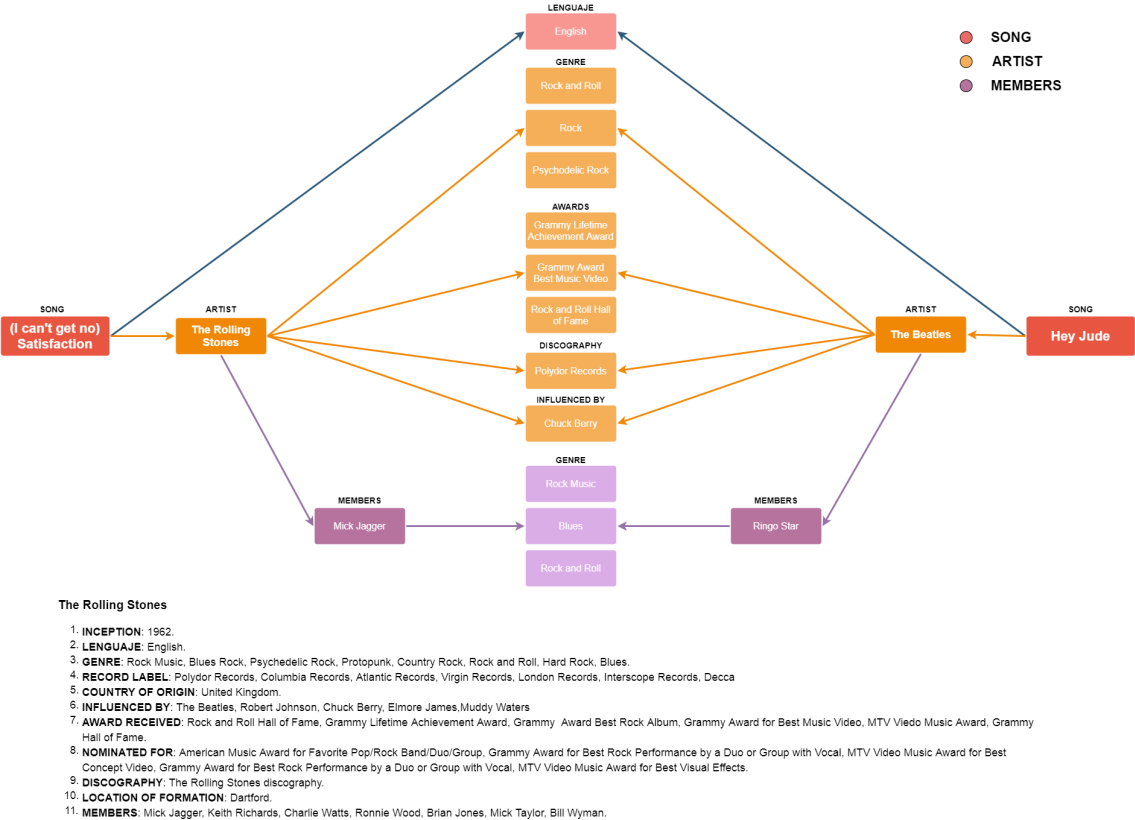 LENGUAJE
English
SONG
ARTIST
MEMBERS
GENRE
Rock and Roll
Rock
Psychodelic Rock
AWARDS
Grammy Lifetime
Achievement Award
Grammy Award
Best Music Video
Rock and Roll Hall
of Fame
SONG
(I can't get no)
Satisfaction
ARTIST
The Rolling
Stones
ARTIST
The Beatles
SONG
Hey Jude
DISCOGRAPHY
Polydor Records
INFLUENCED BY
Chuck Berry
GENRE
Rock Music
Blues
Rock and Roll
MEMBERS
Mick Jagger
MEMBERS
Ringo Star
The Rolling Stones
1. INCEPTION: 1962.
2. LENGUAJE: English.
3. GENRE: Rock Music, Blues Rock, Psychedelic Rock, Protopunk, Country Rock, Rock and Roll, Hard Rock, Blues.
4. RECORD LABEL: Polydor Records, Columbia Records, Atlantic Records, Virgin Records, London Records, Interscope Records, Decca
5. COUNTRY OF ORIGIN: United Kingdom.
6. INFLUENCED BY: The Beatles, Robert Johnson, Chuck Berry, Elmore James,Muddy Waters
7. AWARD RECEIVED: Rock and Roll Hall of Fame, Grammy Lifetime Achievement Award, Grammy  Award Best Rock Album, Grammy Award for Best Music Video, MTV Viedo Music Award, Grammy
Hall of Fame.
8. NOMINATED FOR: American Music Award for Favorite Pop/Rock Band/Duo/Group, Grammy Award for Best Rock Performance by a Duo or Group with Vocal, MTV Video Music Award for Best
Concept Video, Grammy Award for Best Rock Performance by a Duo or Group with Vocal, MTV Video Music Award for Best Visual Effects.
9. DISCOGRAPHY: The Rolling Stones discography.
10. LOCATION OF FORMATION: Dartford.
11. MEMBERS: Mick Jagger, Keith Richards, Charlie Watts, Ronnie Wood, Brian Jones, Mick Taylor, Bill Wyman.